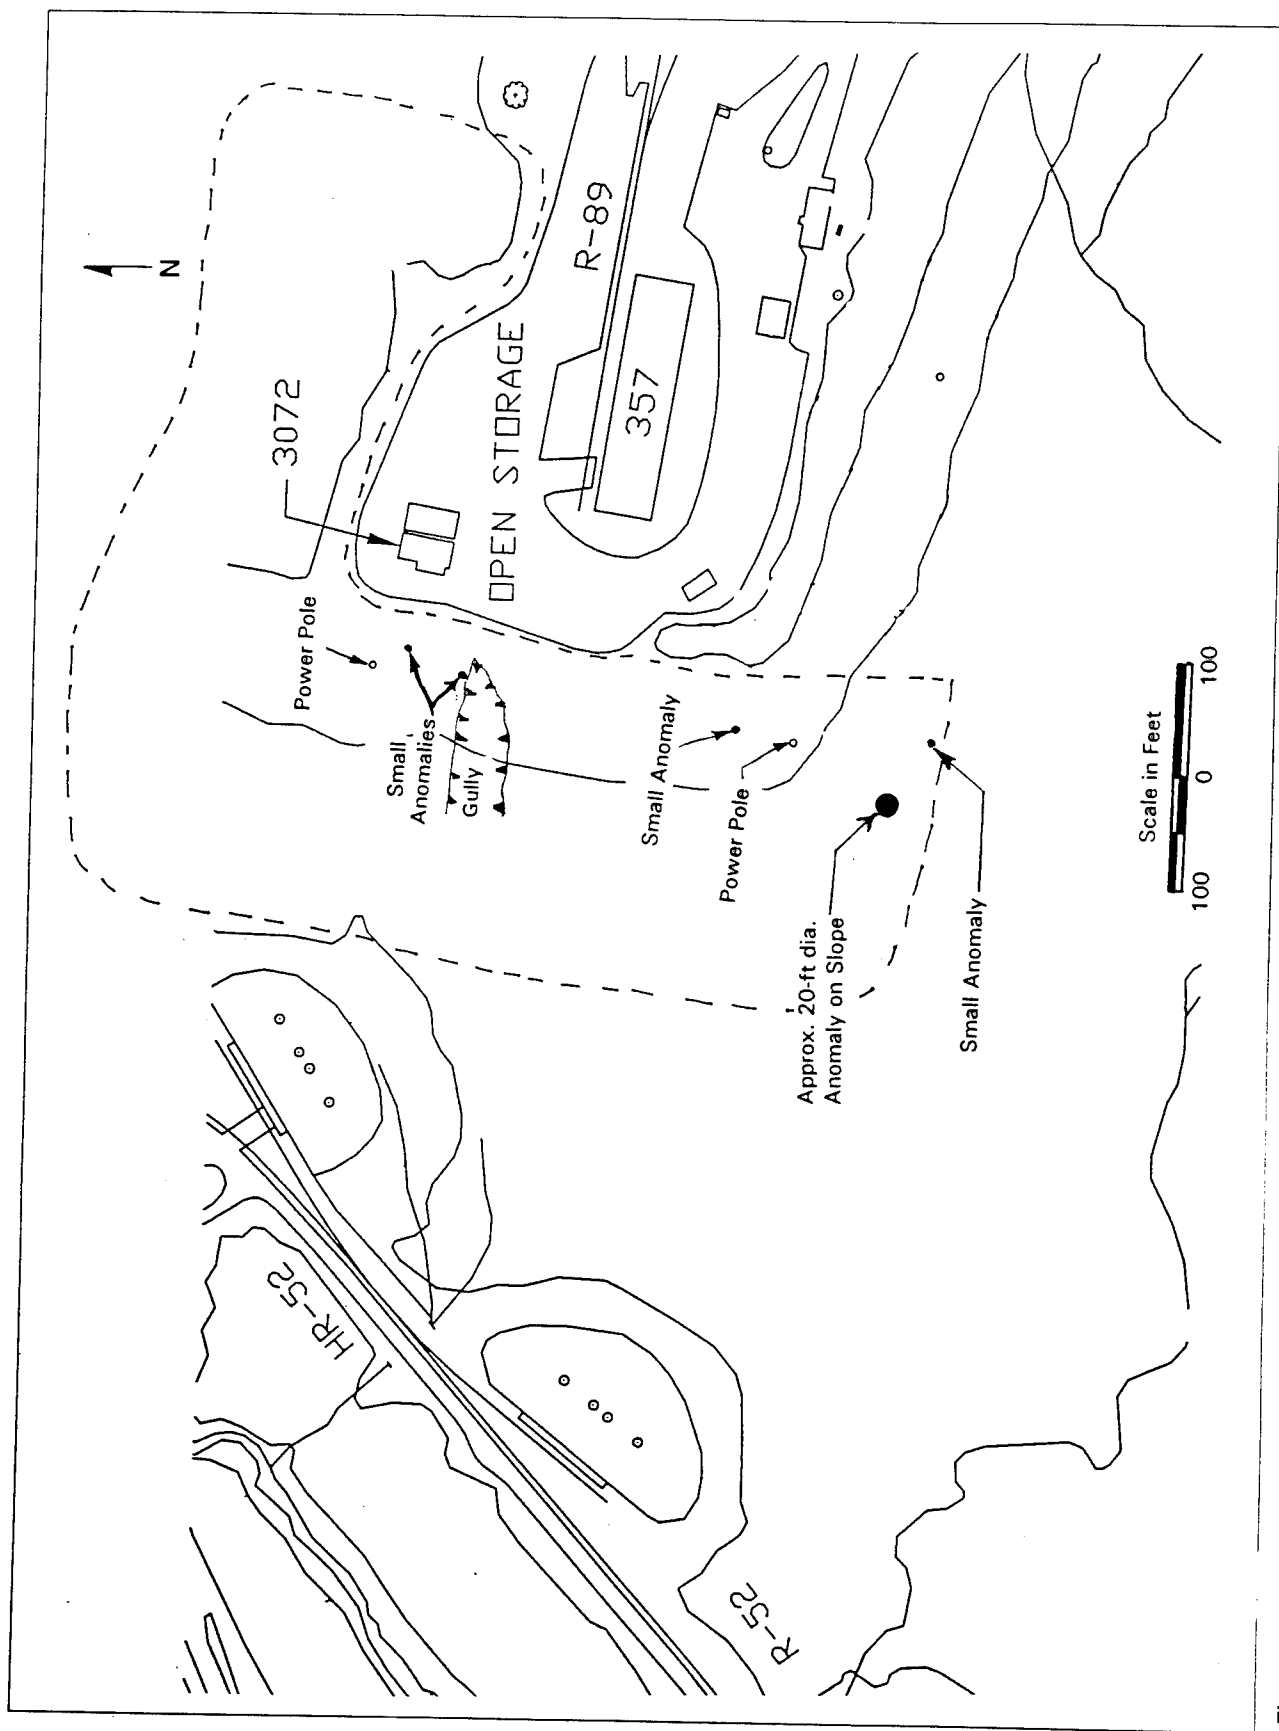 N
3072
R-89
OPEN STORAGE
357
Power Pole
Small
Anomalies
Gully
Small Anomaly
Power Pole
Approx. 20-ft dia.
Anomaly on Slope
Small Anomaly
HR-52
R-52
Scale in Feet
100 0 100